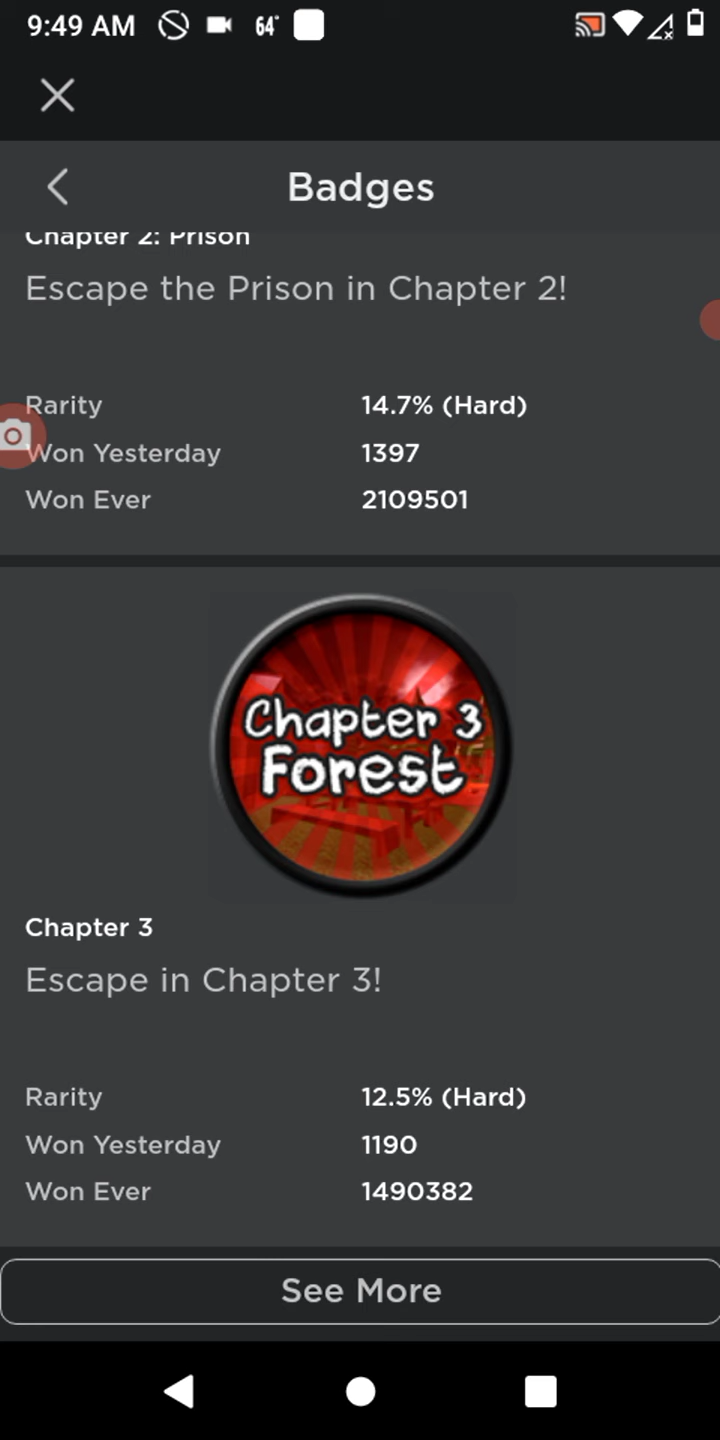 9:49 AM 64°
Badges
Chapter 2: Prison
Escape the Prison in Chapter 2!
Rarity 14.7% (Hard)
Won Yesterday 1397
Won Ever 2109501
Chapter 3
Forest
Chapter 3
Escape in Chapter 3!
Rarity 12.5% (Hard)
Won Yesterday 1190
Won Ever 1490382
See More